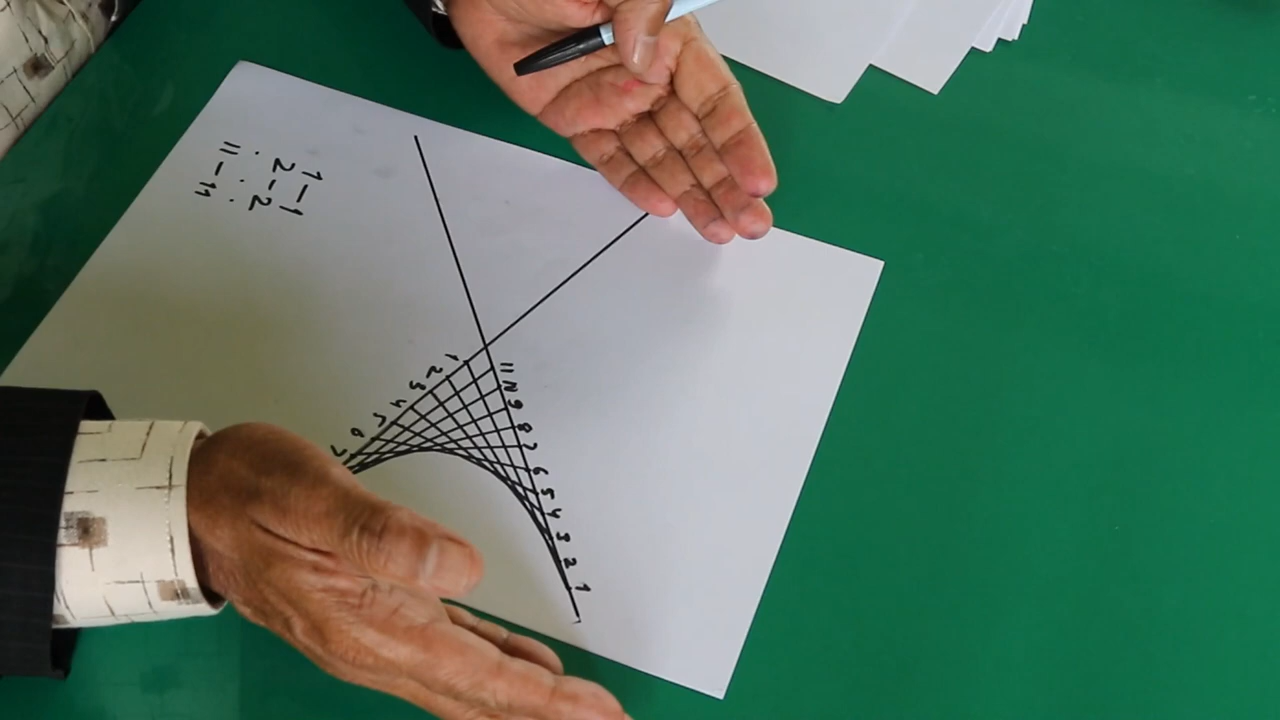 1 – 1
2 – 2
: :
11 – 11
1 2 3 4 5 6 7
11 10 9 8 7 6 5 4 3 2 1